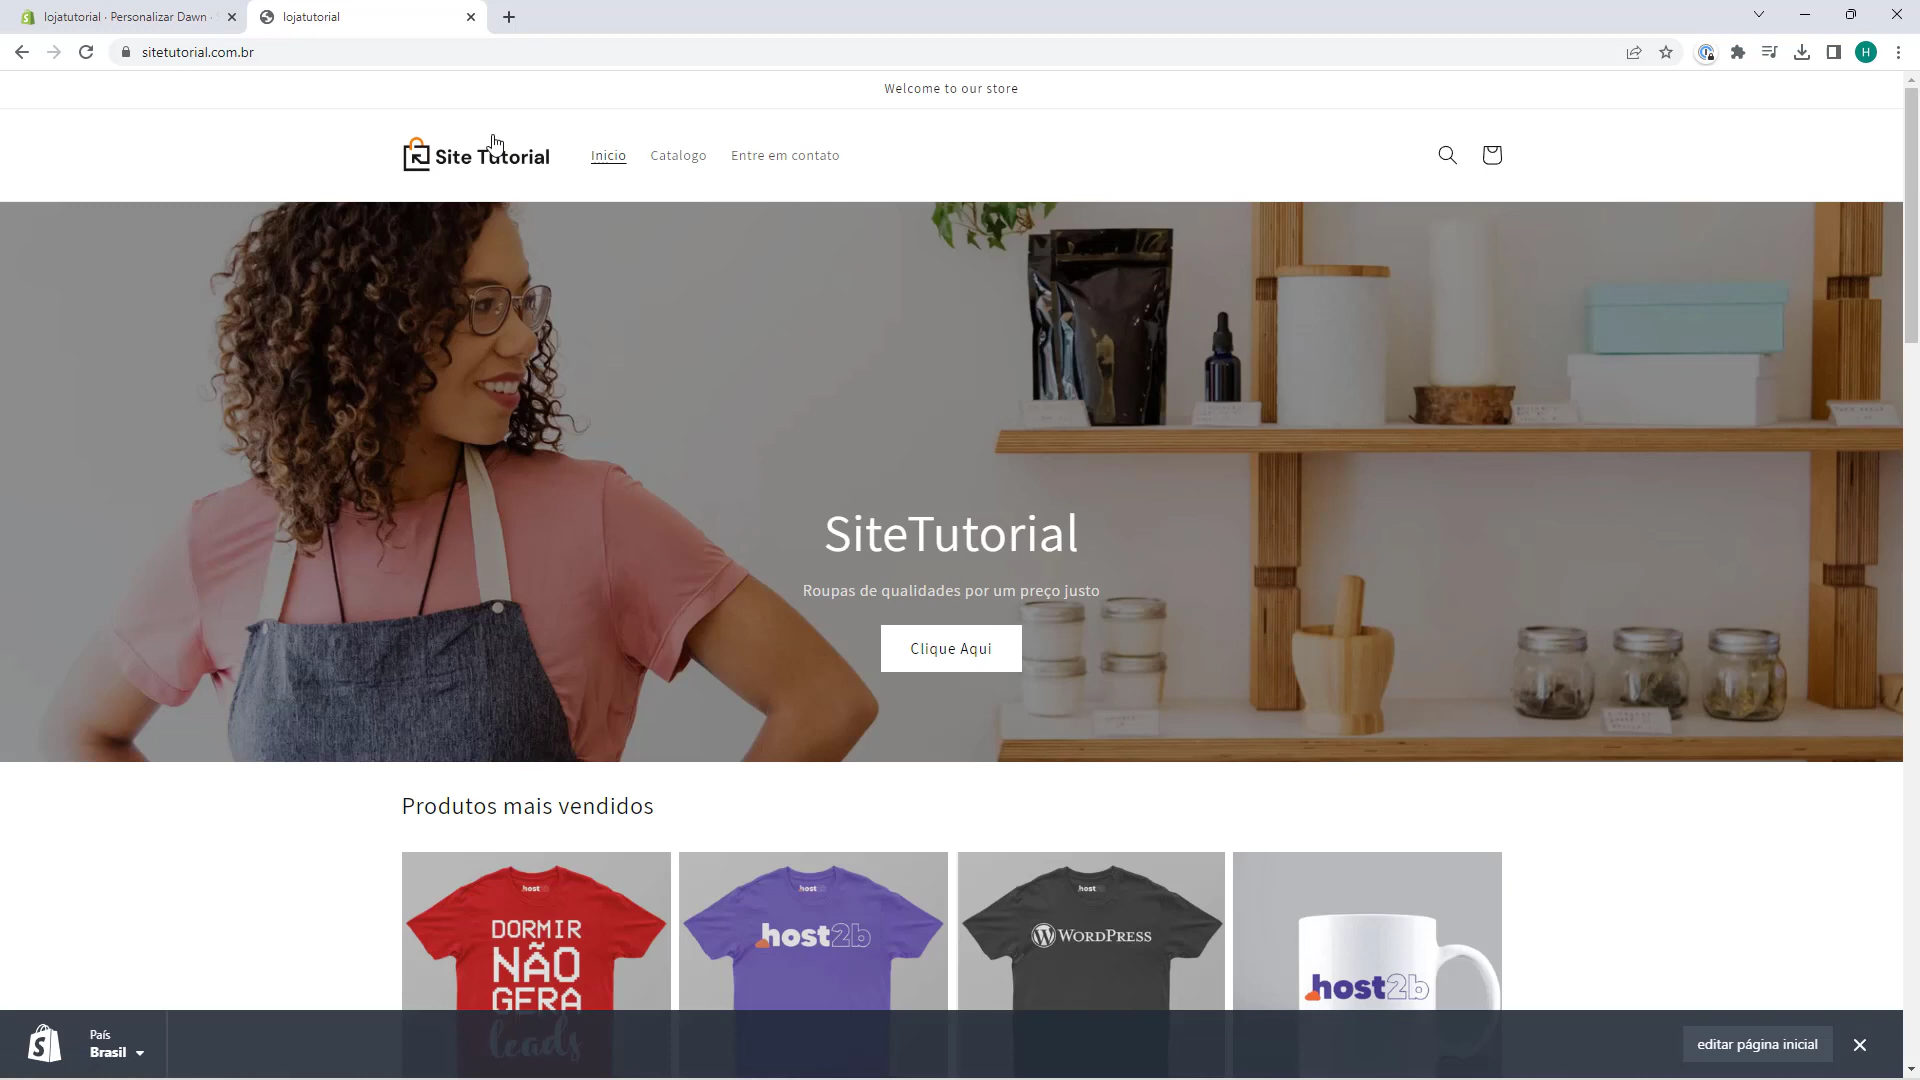 lojatutorial · Personalizar Dawn ·
lojatutorial
sitetutorial.com.br
H
Welcome to our store
Site Tutorial
Inicio
Catalogo
Entre em contato
SiteTutorial
Roupas de qualidades por um preço justo
Clique Aqui
Produtos mais vendidos
host
DORMIR
NÃO
GERA
leads
host
host2b
host
WORDPRESS
host2b
País
Brasil
editar página inicial